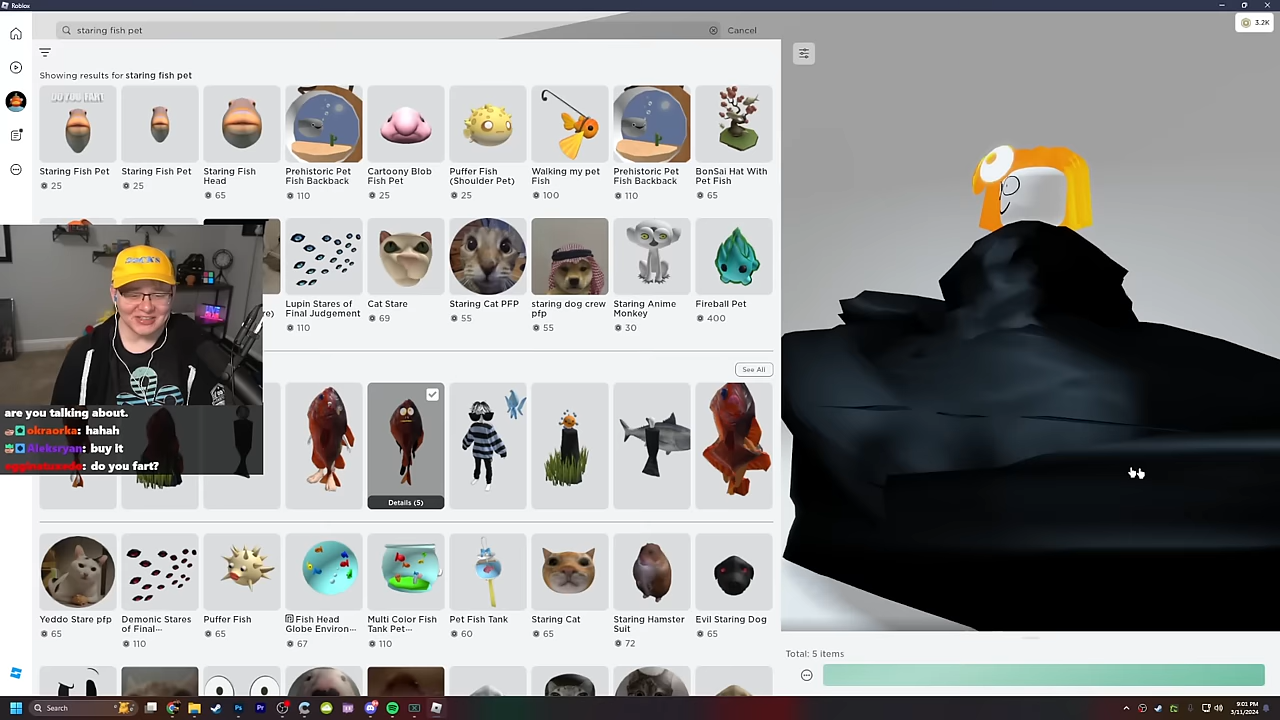 Roblox
staring fish pet
Cancel
3.2K
Showing results for staring fish pet
DO YOU FART
Staring Fish Pet
25
Staring Fish Pet
25
Staring Fish
Head
65
Prehistoric Pet
Fish Backback
110
Cartoony Blob
Fish Pet
25
Puffer Fish
(Shoulder Pet)
25
Walking my pet
Fish
100
Prehistoric Pet
Fish Backback
110
BonSai Hat With
Pet Fish
65
Lupin Stares of
Final Judgement
110
Cat Stare
69
Staring Cat PFP
55
staring dog crew
pfp
55
Staring Anime
Monkey
30
Fireball Pet
400
See All
Details (5)
are you talking about.
okraorka: hahah
Aleksryan: buy it
egginatuxedo: do you fart?
Yeddo Stare pfp
65
Demonic Stares
of Final...
110
Puffer Fish
65
Fish Head
Globe Environ...
67
Multi Color Fish
Tank Pet...
110
Pet Fish Tank
60
Staring Cat
65
Staring Hamster
Suit
72
Evil Staring Dog
65
Total: 5 items
Search
9:01 PM
3/11/2024